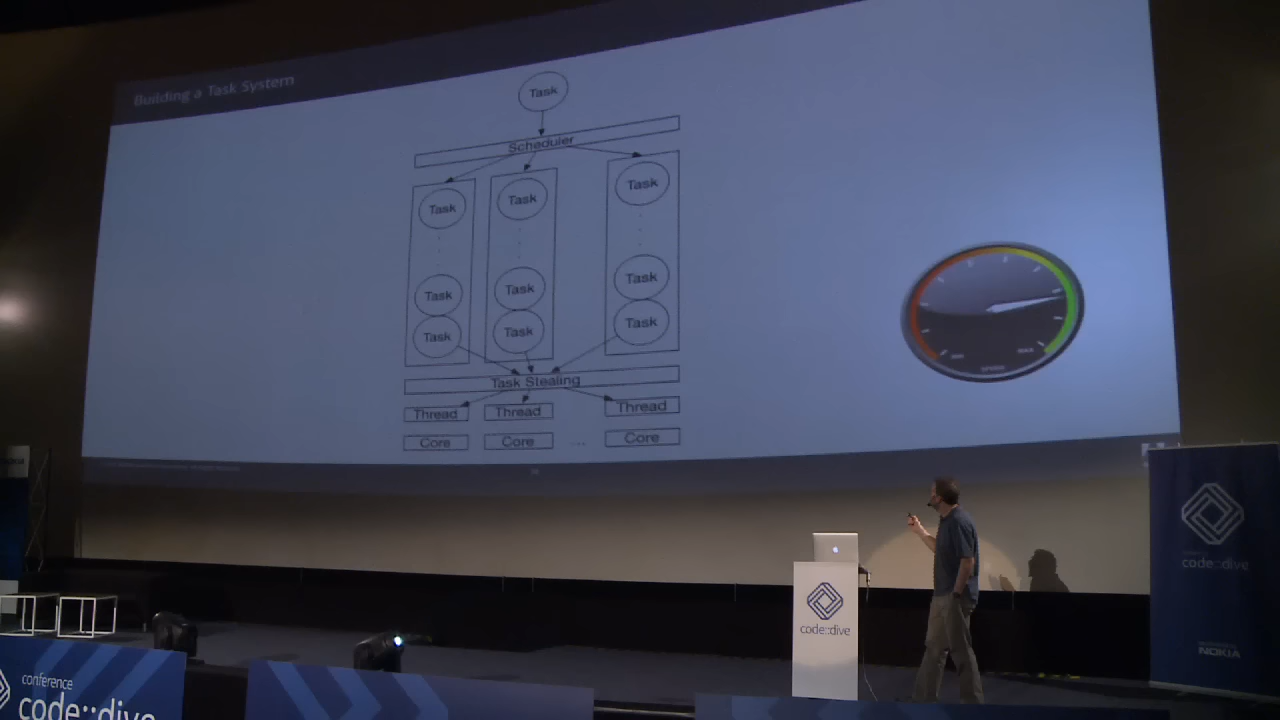 Building a Task System
Task
Scheduler
Task Task Task
Task Task Task
Task Task Task
Task Stealing
Thread Thread Thread
Core Core ... Core
code::dive
code::dive
NOKIA
conference
code::dive